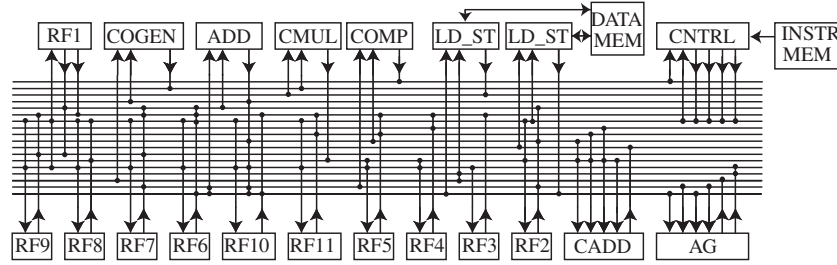 RF1 COGEN ADD CMUL COMP LD_ST LD_ST DATA MEM CNTRL INSTR MEM
RF9 RF8 RF7 RF6 RF10 RF11 RF5 RF4 RF3 RF2 CADD AG